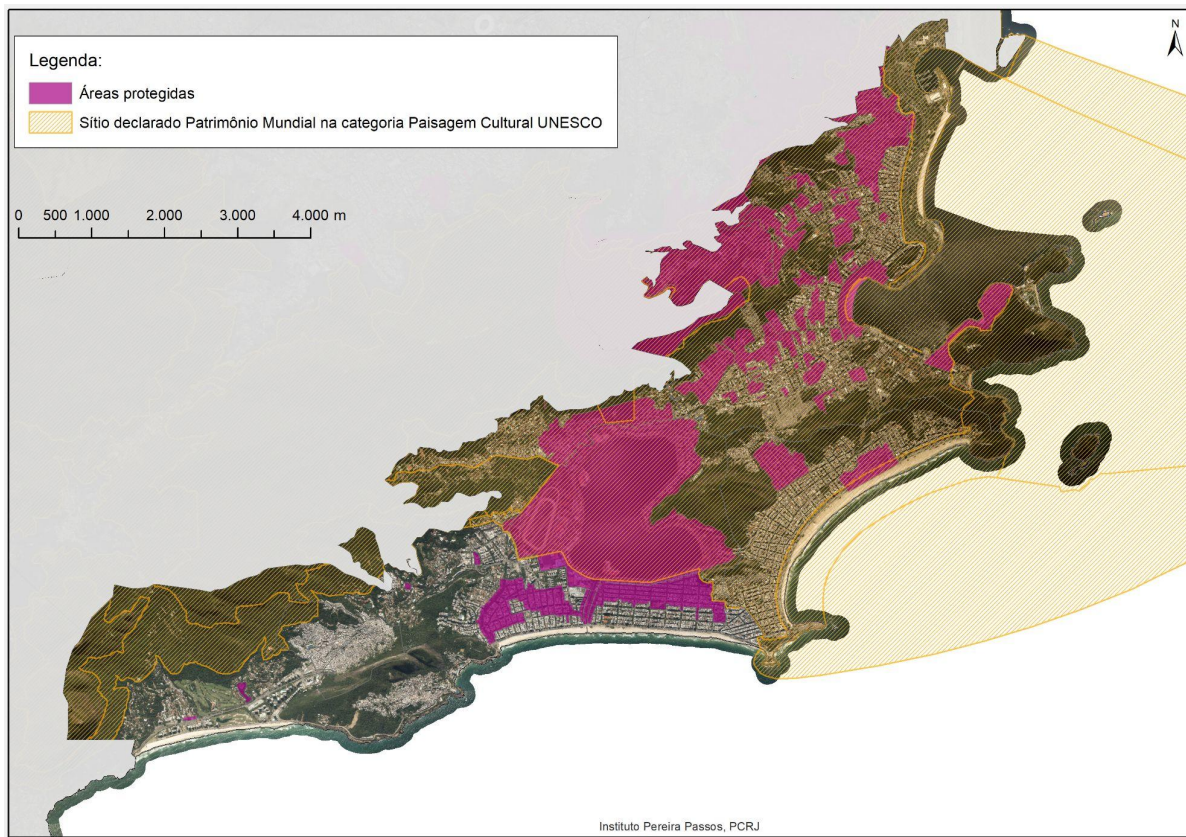 N
Legenda:
Áreas protegidas
Sítio declarado Patrimônio Mundial na categoria Paisagem Cultural UNESCO
0 500 1.000 2.000 3.000 4.000 m
Instituto Pereira Passos, PCRJ